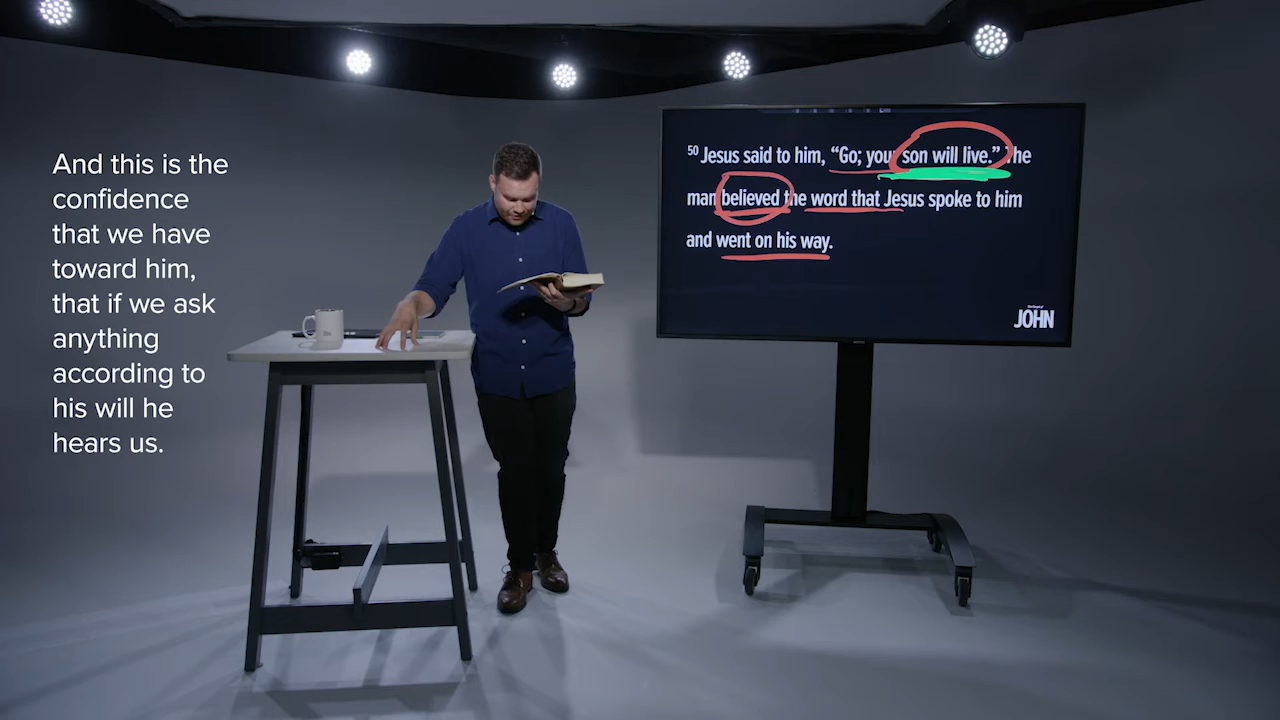 And this is the
confidence
that we have
toward him,
that if we ask
anything
according to
his will he
hears us.
50 Jesus said to him, “Go; your son will live.” The
man believed the word that Jesus spoke to him
and went on his way.
JOHN